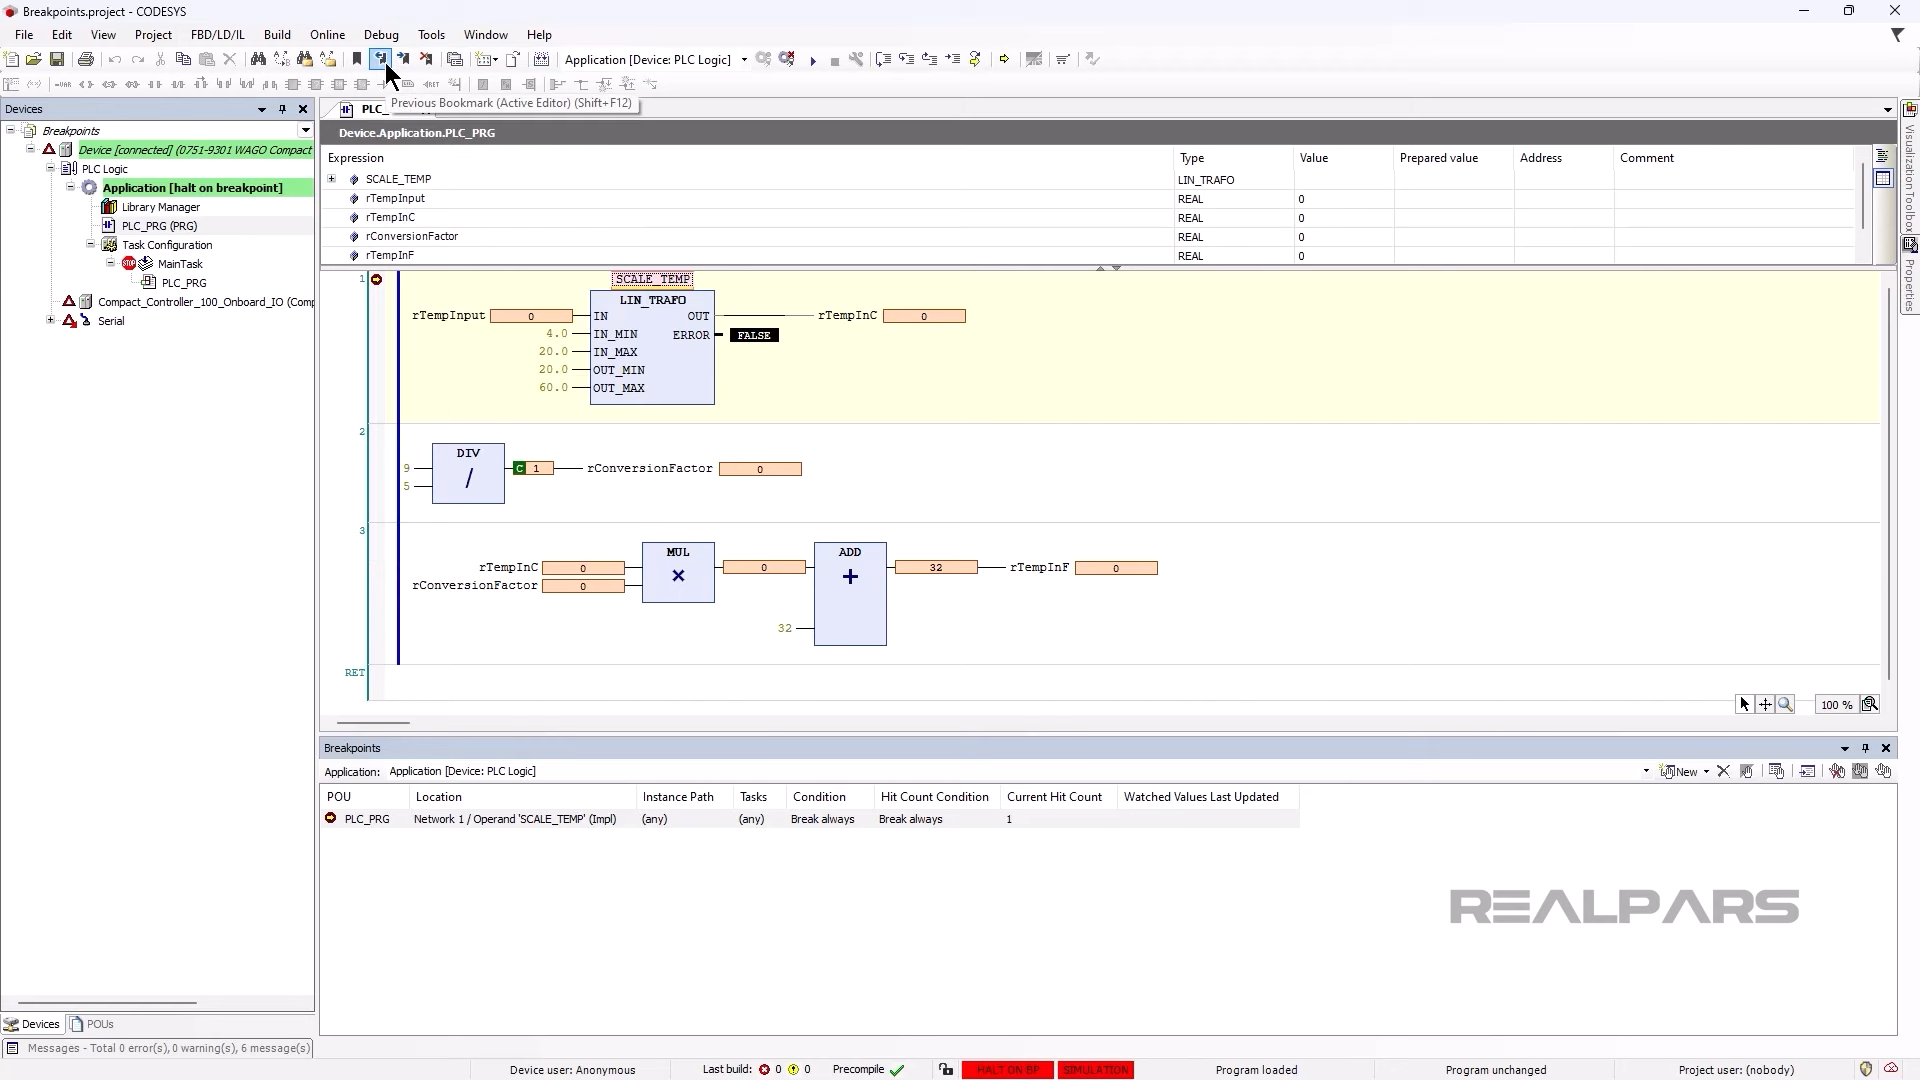 Breakpoints.project - CODESYS
File Edit View Project FBD/LD/IL Build Online Debug Tools Window Help
Application [Device: PLC Logic]
Previous Bookmark (Active Editor) (Shift+F12)
Devices
PLC_
Breakpoints
Device [connected] (0751-9301 WAGO Compact
PLC Logic
Application [halt on breakpoint]
Library Manager
PLC_PRG (PRG)
Task Configuration
MainTask
PLC_PRG
Compact_Controller_100_Onboard_IO (Comp
Serial
Device.Application.PLC_PRG
Expression Type Value Prepared value Address Comment
SCALE_TEMP LIN_TRAFO
rTempInput REAL 0
rTempInC REAL 0
rConversionFactor REAL 0
rTempInF REAL 0
Visualization Toolbox
Properties
1 SCALE_TEMP
LIN_TRAFO
rTempInput 0 IN OUT rTempInC 0
4.0 IN_MIN ERROR FALSE
20.0 IN_MAX
20.0 OUT_MIN
60.0 OUT_MAX
2
DIV
9 / C 1 rConversionFactor 0
5
3
MUL ADD
rTempInC 0 × 0 + 32 rTempInF 0
rConversionFactor 0
32
RET
100 %
Breakpoints
Application: Application [Device: PLC Logic] New
POU Location Instance Path Tasks Condition Hit Count Condition Current Hit Count Watched Values Last Updated
PLC_PRG Network 1 / Operand 'SCALE_TEMP' (Impl) (any) (any) Break always Break always 1
REALPARS
Devices POUs
Messages - Total 0 error(s), 0 warning(s), 6 message(s)
Device user: Anonymous Last build: 0 0 Precompile HALT ON BP SIMULATION Program loaded Program unchanged Project user: (nobody)